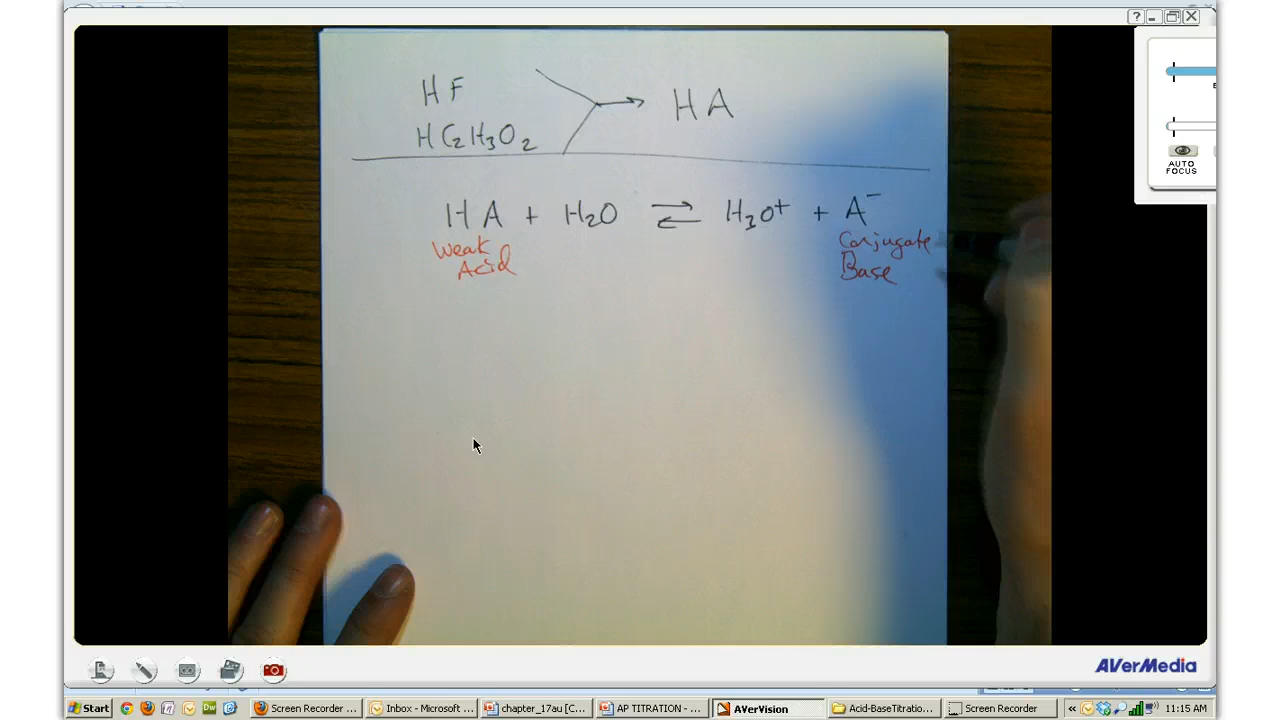 HF
HC₂H₃O₂
HA
HA + H₂O ⇌ H₃O⁺ + A⁻
Weak
Acid
Conjugate
Base
AUTO
FOCUS
AVerMedia
Start
Screen Recorder ...
Inbox - Microsoft ...
chapter_17au [C...
AP TITRATION - ...
AVerVision
Acid-BaseTitratio...
Screen Recorder
11:15 AM